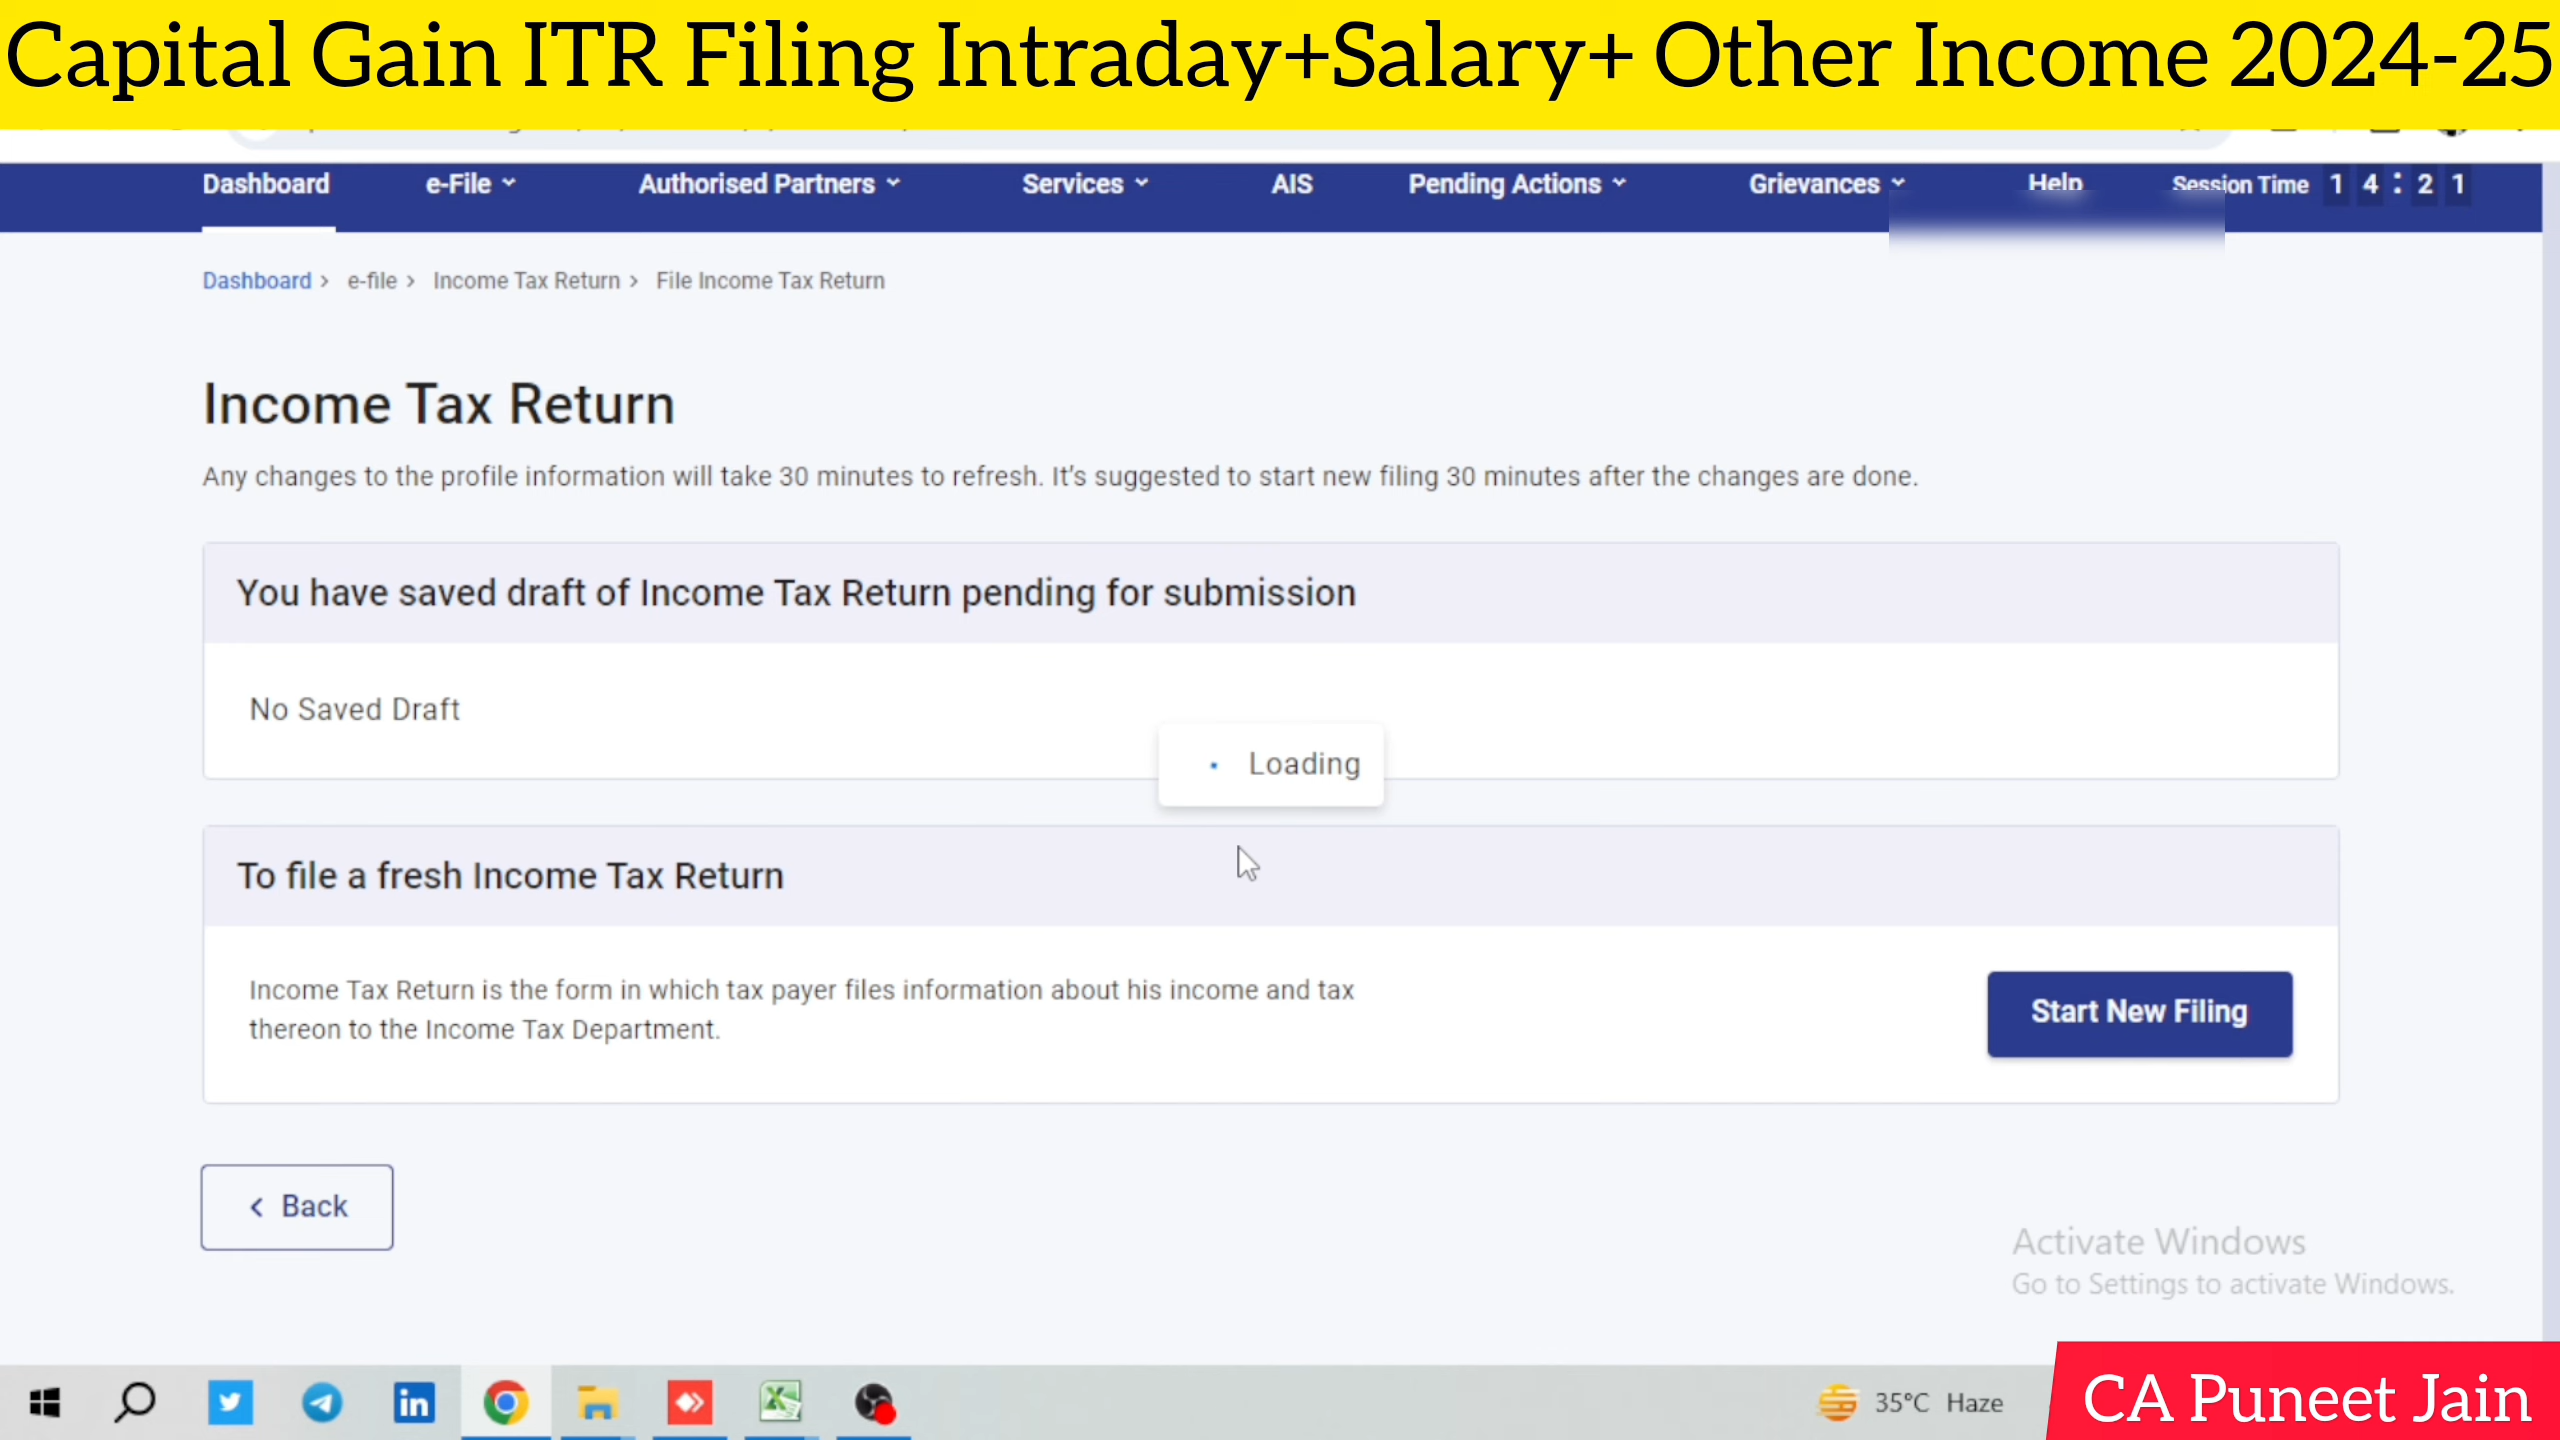 Capital Gain ITR Filing Intraday+Salary+ Other Income 2024-25
Dashboard e-File Authorised Partners Services AIS Pending Actions Grievances Help Session Time 1 4 : 2 1
Dashboard > e-file > Income Tax Return > File Income Tax Return
Income Tax Return
Any changes to the profile information will take 30 minutes to refresh. It's suggested to start new filing 30 minutes after the changes are done.
You have saved draft of Income Tax Return pending for submission
No Saved Draft
Loading
To file a fresh Income Tax Return
Income Tax Return is the form in which tax payer files information about his income and tax
thereon to the Income Tax Department.
Start New Filing
< Back
Activate Windows
Go to Settings to activate Windows.
35°C Haze
CA Puneet Jain